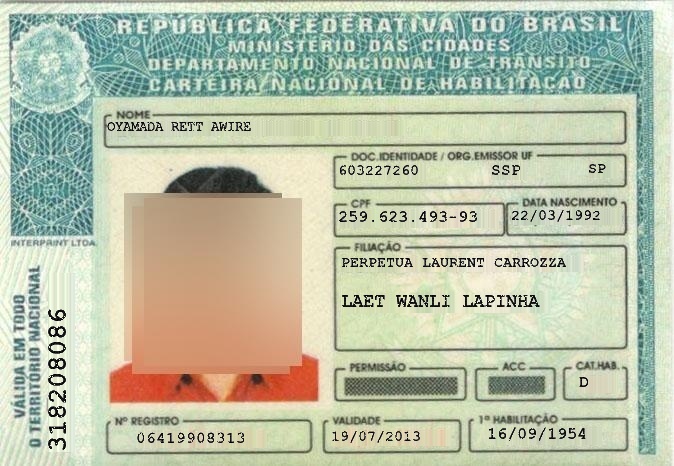 REPÚBLICA FEDERATIVA DO BRASIL
MINISTÉRIO DAS CIDADES
DEPARTAMENTO NACIONAL DE TRÂNSITO
CARTEIRA NACIONAL DE HABILITAÇÃO
NOME
OYAMADA RETT AWIRE
DOC. IDENTIDADE / ORG. EMISSOR UF
603227260 SSP SP
CPF DATA NASCIMENTO
259.623.493-93 22/03/1992
FILIAÇÃO
PERPETUA LAURENT CARROZZA
LAET WANLI LAPINHA
PERMISSÃO ACC CAT. HAB.
D
Nº REGISTRO VALIDADE 1ª HABILITAÇÃO
06419908313 19/07/2013 16/09/1954
INTERPRINT LTDA.
VÁLIDA EM TODO
O TERRITÓRIO NACIONAL
318208086